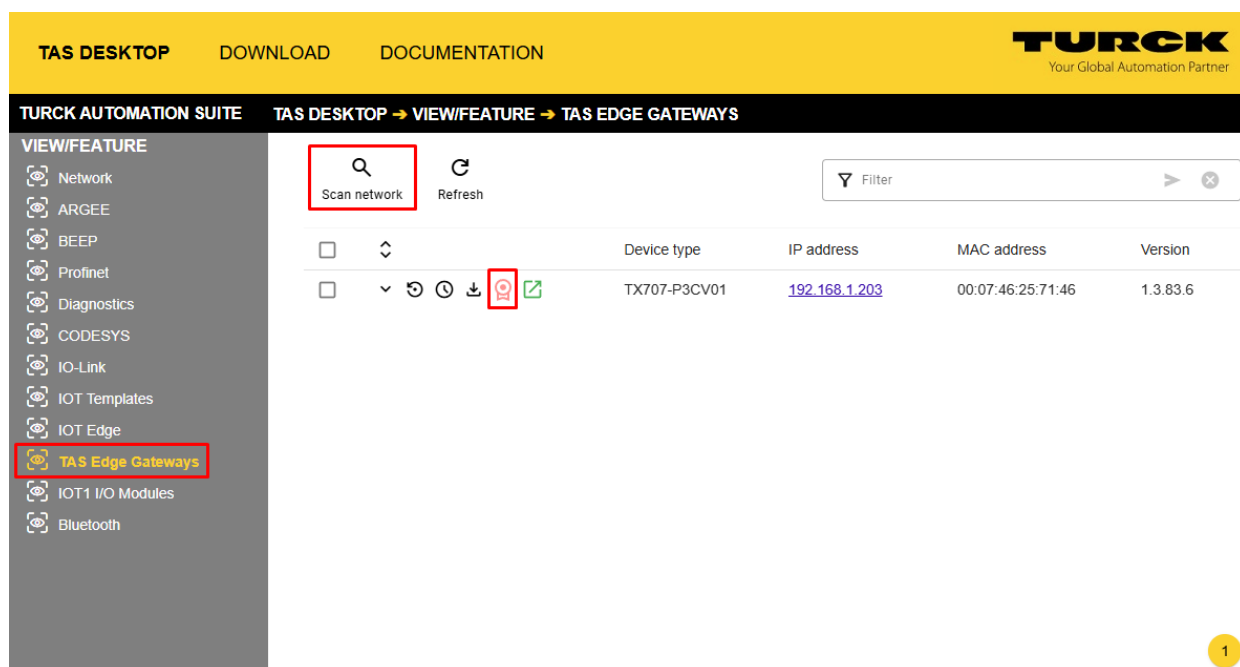 TAS DESKTOP DOWNLOAD DOCUMENTATION
TURCK
Your Global Automation Partner
TURCK AUTOMATION SUITE TAS DESKTOP ➔ VIEW/FEATURE ➔ TAS EDGE GATEWAYS
VIEW/FEATURE
Network
ARGEE
BEEP
Profinet
Diagnostics
CODESYS
IO-Link
IOT Templates
IOT Edge
TAS Edge Gateways
IOT1 I/O Modules
Bluetooth
Scan network Refresh
Filter
Device type IP address MAC address Version
TX707-P3CV01 192.168.1.203 00:07:46:25:71:46 1.3.83.6
1